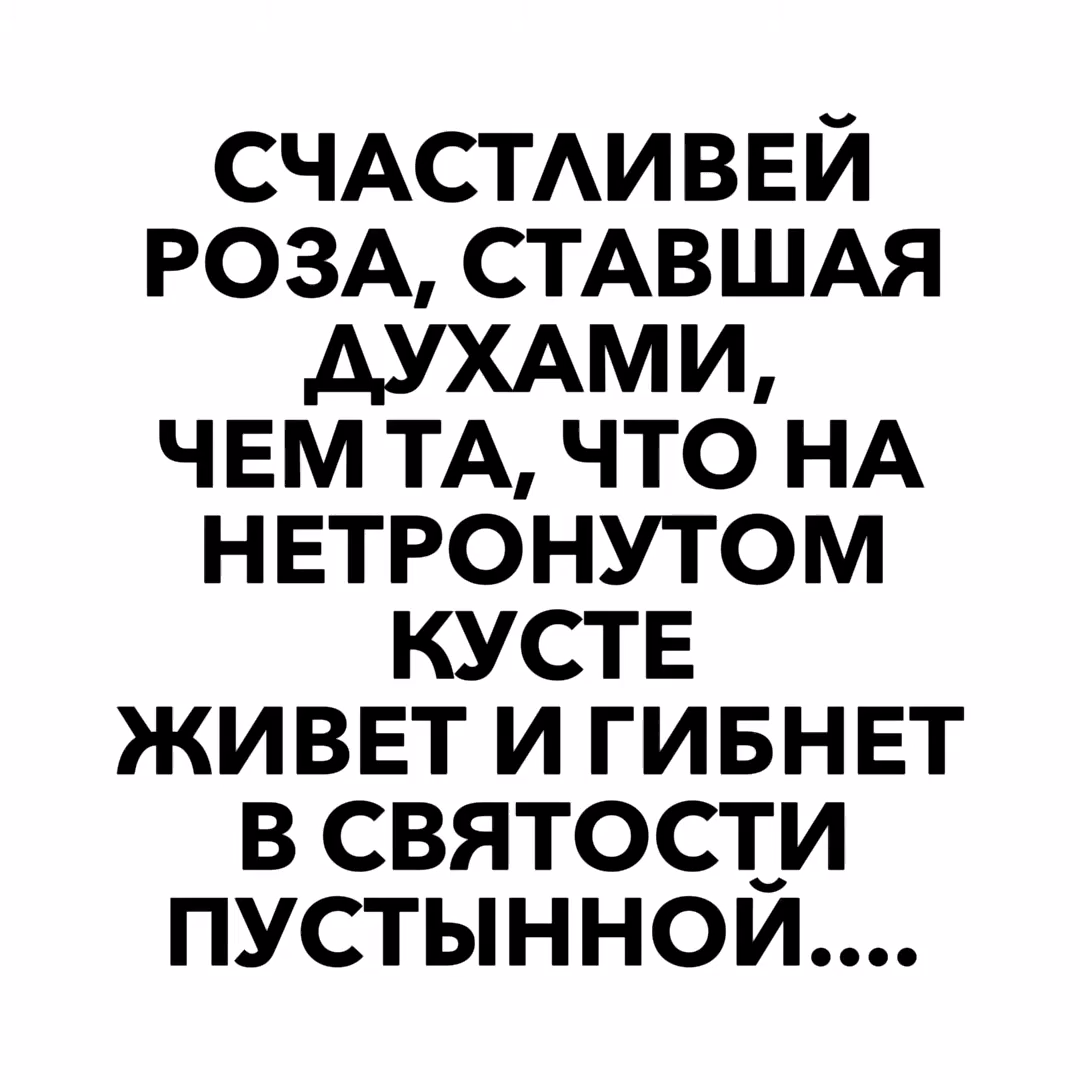 СЧАСТЛИВЕЙ
РОЗА, СТАВШАЯ
ДУХАМИ,
ЧЕМ ТА, ЧТО НА
НЕТРОНУТОМ
КУСТЕ
ЖИВЕТ И ГИБНЕТ
В СВЯТОСТИ
ПУСТЫННОЙ....